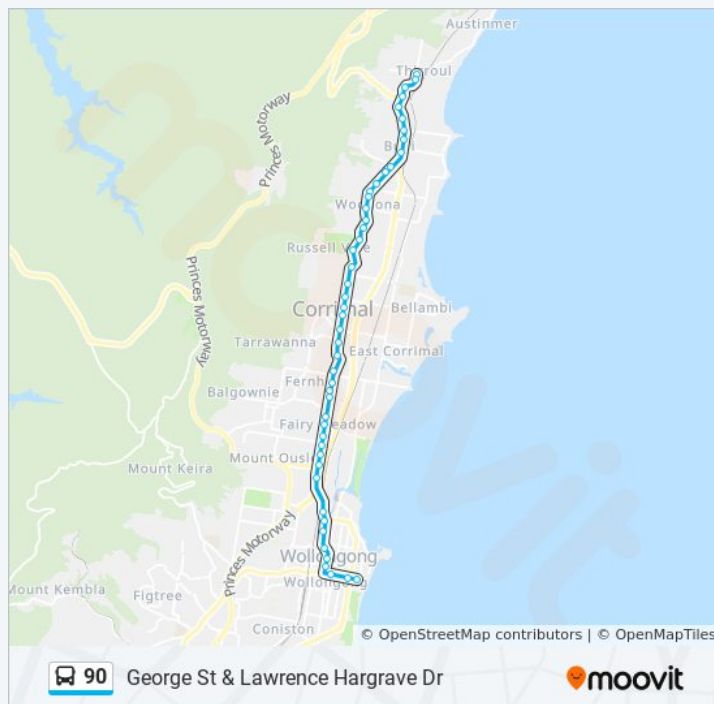 Austinmer
Thirroul
Princes Motorway
Bulli
Woonona
Russell Vale
Princes Motorway
Corrimal
Bellambi
Tarrawanna
East Corrimal
Fernhill
Balgownie
Fairy Meadow
Mount Ousley
Mount Keira
Princes Motorway
Wollongong
Wollongong
Mount Kembla
Figtree
Coniston
© OpenStreetMap contributors | © OpenMapTiles
90 George St & Lawrence Hargrave Dr
moovit
moovit